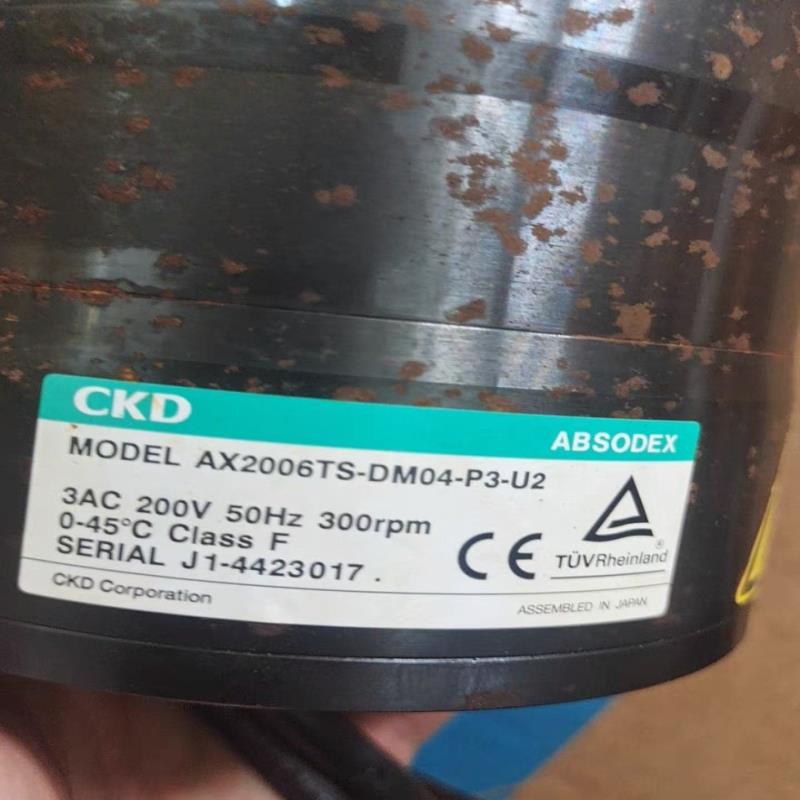 CKD
ABSODEX
MODEL AX2006TS-DM04-P3-U2
3AC 200V 50Hz 300rpm
0-45°C Class F
SERIAL J1-4423017 .
CE
TÜVRheinland®
CKD Corporation
ASSEMBLED IN JAPAN